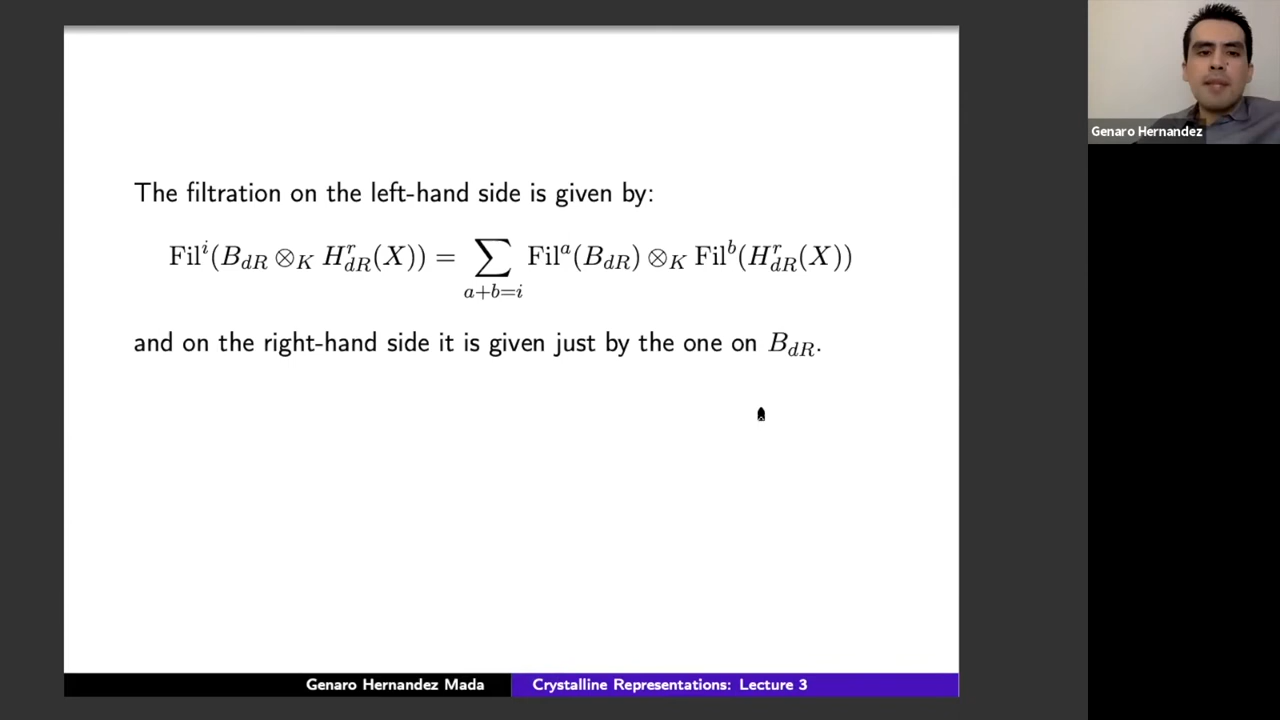 The filtration on the left-hand side is given by:
Filⁱ(B_{dR} ⊗_K H^r_{dR}(X)) = ∑_{a+b=i} Fil^a(B_{dR}) ⊗_K Fil^b(H^r_{dR}(X))
and on the right-hand side it is given just by the one on B_{dR}.
Genaro Hernandez Mada
Crystalline Representations: Lecture 3
Genaro Hernandez